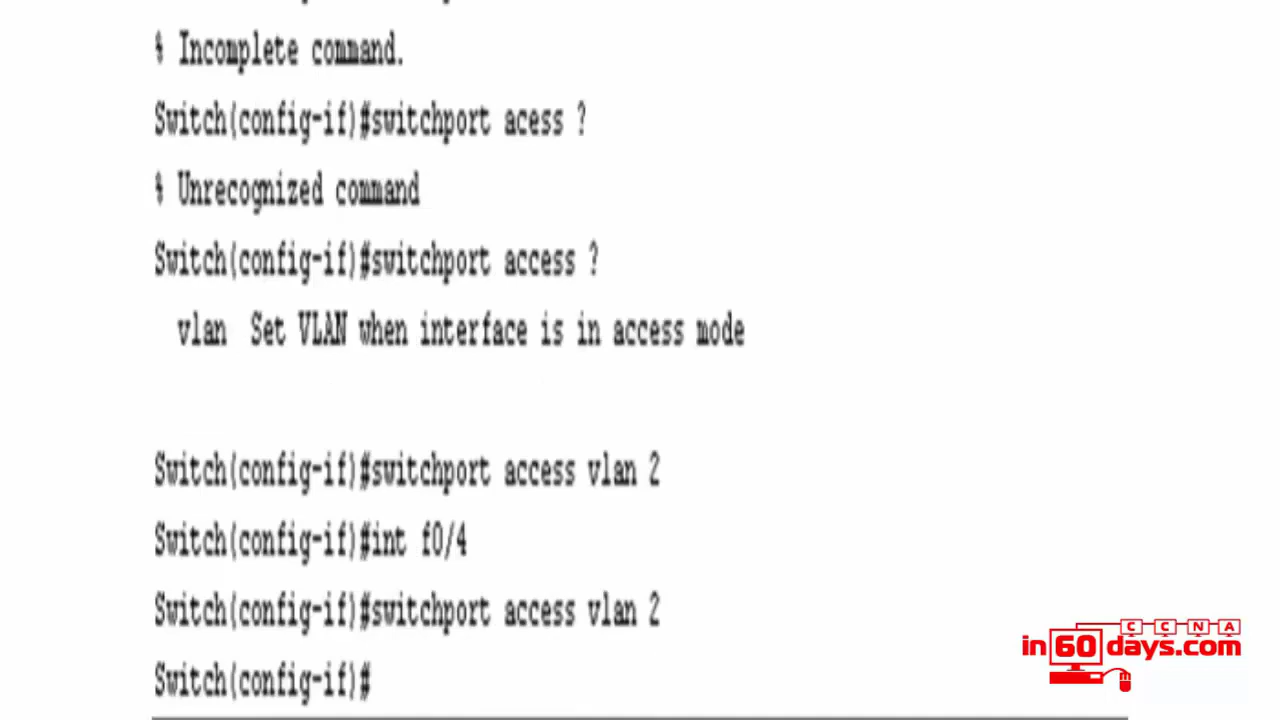 % Incomplete command.
Switch(config-if)#switchport acess ?
% Unrecognized command
Switch(config-if)#switchport access ?
  vlan  Set VLAN when interface is in access mode
Switch(config-if)#switchport access vlan 2
Switch(config-if)#int f0/4
Switch(config-if)#switchport access vlan 2
Switch(config-if)#
CCNA
in60days.com